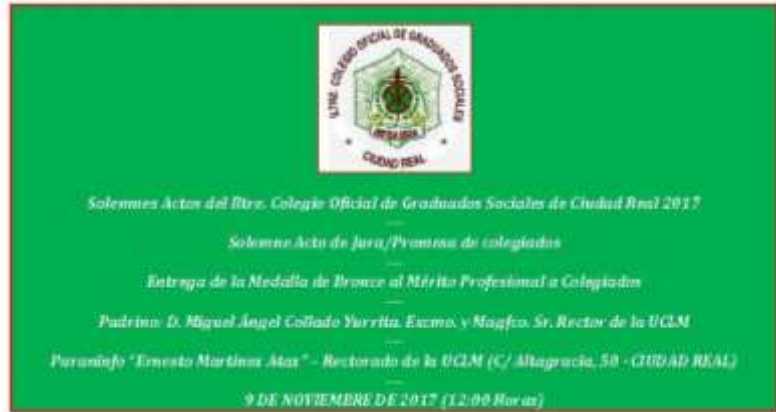 ILTRE. COLEGIO OFICIAL DE GRADUADOS SOCIALES
CIUDAD REAL
Solemnes Actos del Iltre. Colegio Oficial de Graduados Sociales de Ciudad Real 2017
Solemne Acto de Jura/Promesa de colegiados
Entrega de la Medalla de Bronce al Mérito Profesional a Colegiados
Padrino: D. Miguel Ángel Collado Yurrita. Excmo. y Magfco. Sr. Rector de la UCLM
Paraninfo "Ernesto Martínez Ataz" – Rectorado de la UCLM (C/ Altagracia, 50 - CIUDAD REAL)
9 DE NOVIEMBRE DE 2017 (12:00 Horas)